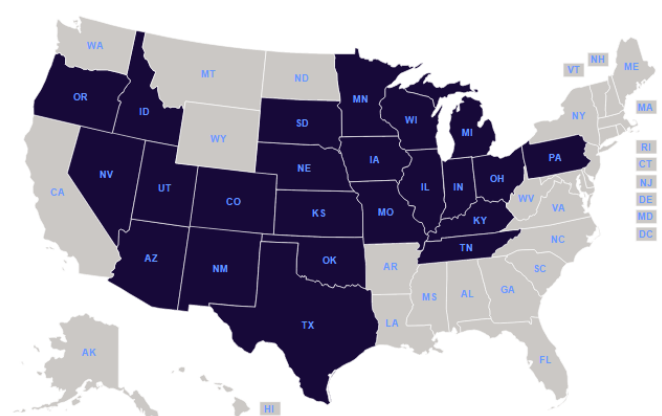 WA
MT
ND
VT
NH
ME
OR
ID
MN
SD
WI
MI
NY
MA
WY
RI
CT
NJ
DE
MD
DC
NE
IA
PA
NV
UT
CO
IL
IN
OH
CA
KS
MO
KY
WV
VA
AZ
NM
OK
TN
NC
AR
SC
TX
MS
AL
GA
LA
AK
FL
HI